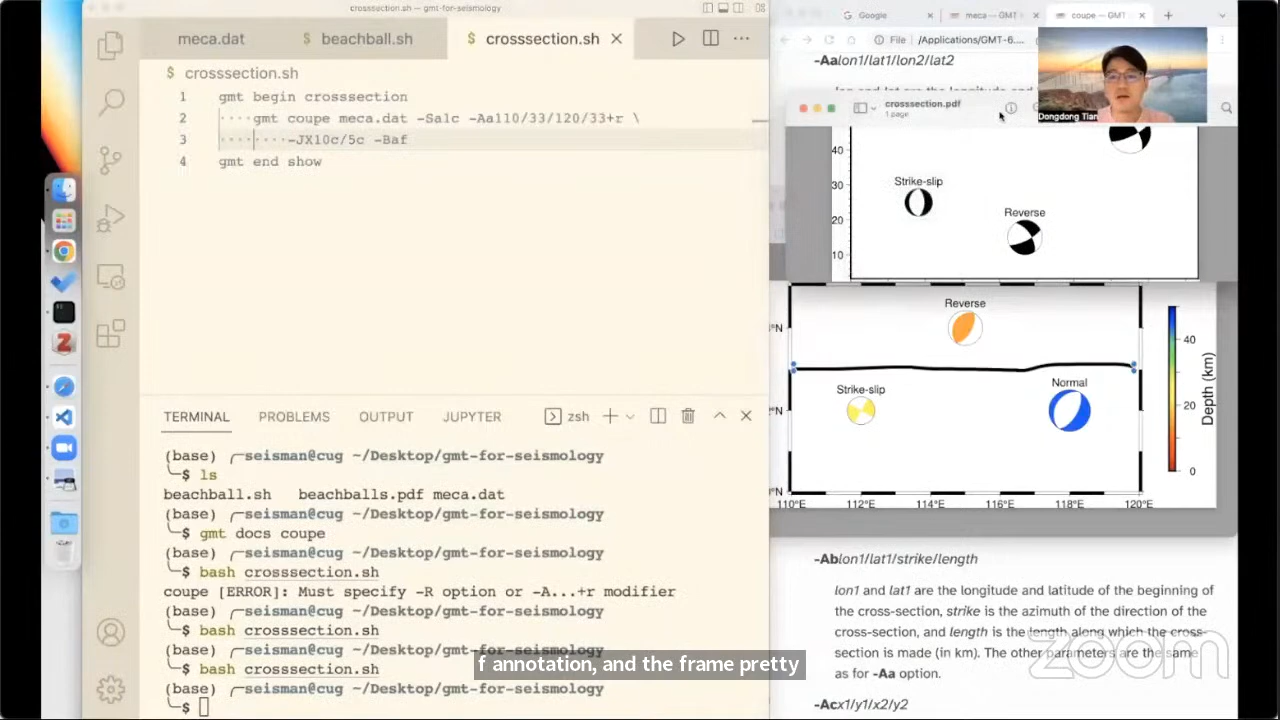 crosssection.sh — gmt-for-seismology
meca.dat
$ beachball.sh
$ crosssection.sh
$ crosssection.sh
1 gmt begin crosssection
2 ····gmt coupe meca.dat -Sa1c -Aa110/33/120/33+r \
3 ········-JX10c/5c -Baf
4 gmt end show
TERMINAL
PROBLEMS
OUTPUT
JUPYTER
zsh
(base) ╭─seisman@cug ~/Desktop/gmt-for-seismology
╰─$ ls
beachball.sh beachballs.pdf meca.dat
(base) ╭─seisman@cug ~/Desktop/gmt-for-seismology
╰─$ gmt docs coupe
(base) ╭─seisman@cug ~/Desktop/gmt-for-seismology
╰─$ bash crosssection.sh
coupe [ERROR]: Must specify -R option or -A...+r modifier
(base) ╭─seisman@cug ~/Desktop/gmt-for-seismology
╰─$ bash crosssection.sh
(base) ╭─seisman@cug ~/Desktop/gmt-for-seismology
╰─$ bash crosssection.sh
(base) ╭─seisman@cug ~/Desktop/gmt-for-seismology
╰─$
f annotation, and the frame pretty
Google
meca — GMT
coupe — GMT
File /Applications/GMT-6....
-Aalon1/lat1/lon2/lat2
crosssection.pdf
1 page
Dongdong Tian
40
30
20
10
Strike-slip
Reverse
Reverse
Strike-slip
Normal
°N
°N
°N
110°E
112°E
114°E
116°E
118°E
120°E
40
20
0
Depth (km)
-Ablon1/lat1/strike/length
lon1 and lat1 are the longitude and latitude of the beginning of
the cross-section, strike is the azimuth of the direction of the
cross-section, and length is the length along which the cross-
section is made (in km). The other parameters are the same
as for -Aa option.
-Acx1/y1/x2/y2
zoom